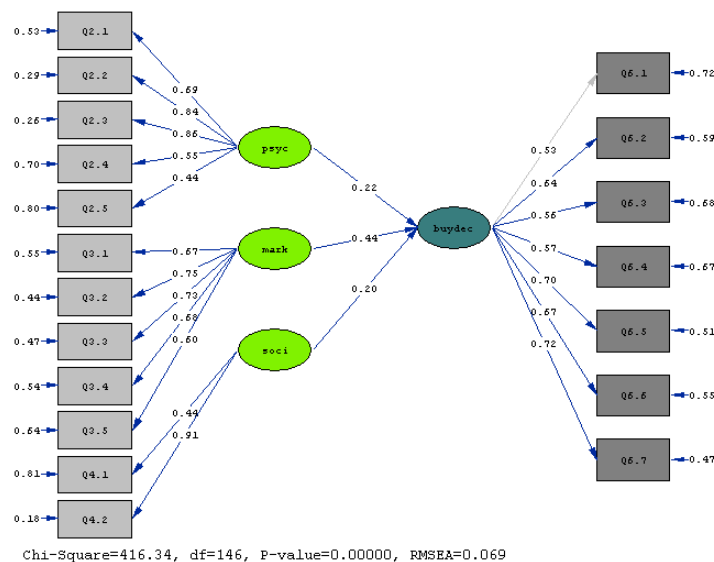 0.53 Q2.1
0.29 Q2.2
0.26 Q2.3
0.70 Q2.4
0.80 Q2.5
0.55 Q3.1
0.44 Q3.2
0.47 Q3.3
0.54 Q3.4
0.64 Q3.5
0.81 Q4.1
0.18 Q4.2
0.69
0.84
0.86
0.55
0.44
0.67
0.75
0.73
0.68
0.60
0.44
0.91
psyc
mark
soci
0.22
0.44
0.20
buydec
0.53
0.64
0.56
0.57
0.70
0.67
0.72
Q6.1 0.72
Q6.2 0.59
Q6.3 0.68
Q6.4 0.67
Q6.5 0.51
Q6.6 0.55
Q6.7 0.47
Chi-Square=416.34, df=146, P-value=0.00000, RMSEA=0.069